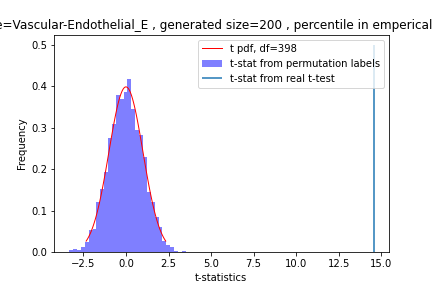 =Vascular-Endothelial_E , generated size=200 , percentile in emperical
0.5
0.4
0.3
0.2
0.1
0.0
Frequency
t pdf, df=398
t-stat from permutation labels
t-stat from real t-test
−2.5 0.0 2.5 5.0 7.5 10.0 12.5 15.0
t-statistics